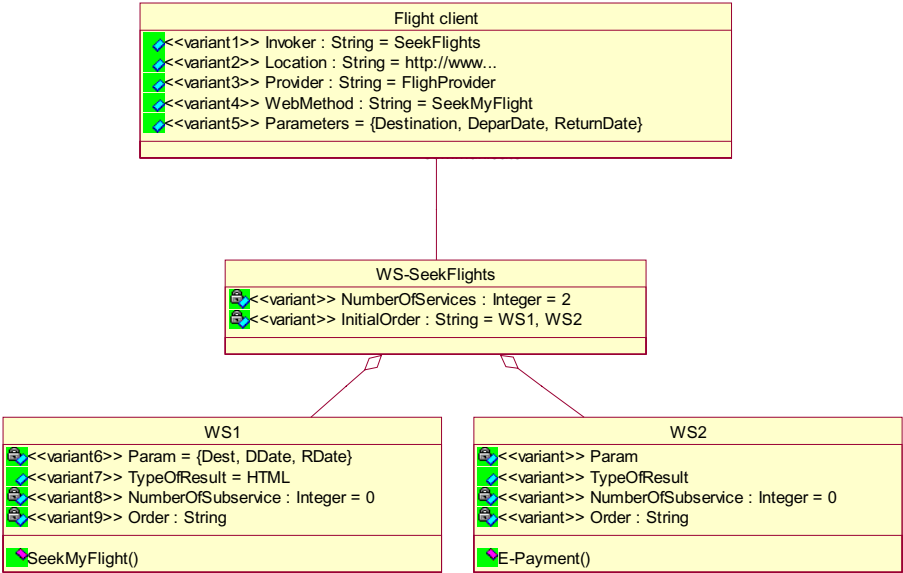 Flight client
<<variant1>> Invoker : String = SeekFlights
<<variant2>> Location : String = http://www...
<<variant3>> Provider : String = FlighProvider
<<variant4>> WebMethod : String = SeekMyFlight
<<variant5>> Parameters = {Destination, DeparDate, ReturnDate}
WS-SeekFlights
<<variant>> NumberOfServices : Integer = 2
<<variant>> InitialOrder : String = WS1, WS2
WS1
<<variant6>> Param = {Dest, DDate, RDate}
<<variant7>> TypeOfResult = HTML
<<variant8>> NumberOfSubservice : Integer = 0
<<variant9>> Order : String
SeekMyFlight()
WS2
<<variant>> Param
<<variant>> TypeOfResult
<<variant>> NumberOfSubservice : Integer = 0
<<variant>> Order : String
E-Payment()